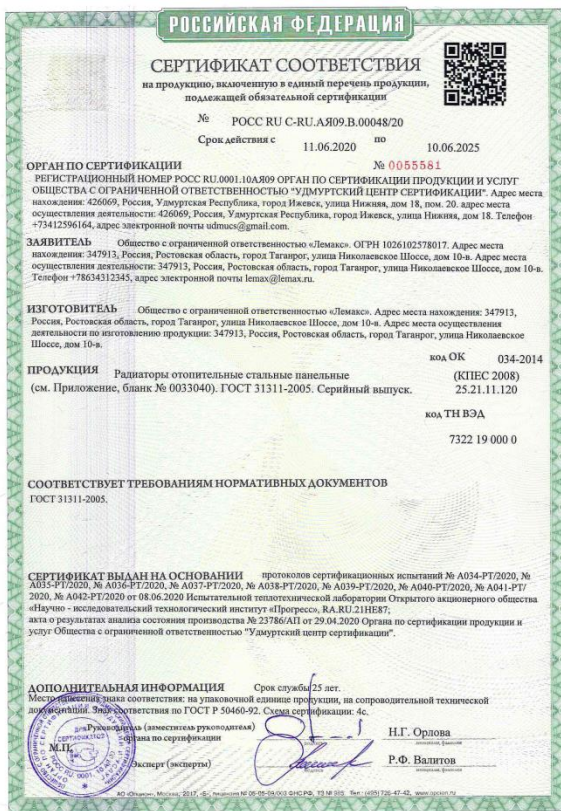 РОССИЙСКАЯ ФЕДЕРАЦИЯ
СЕРТИФИКАТ СООТВЕТСТВИЯ
на продукцию, включенную в единый перечень продукции,
подлежащей обязательной сертификации
№ РОСС RU C-RU.АЯ09.В.00048/20
Срок действия с 11.06.2020 по 10.06.2025
№ 0055581
ОРГАН ПО СЕРТИФИКАЦИИ
РЕГИСТРАЦИОННЫЙ НОМЕР РОСС RU.0001.10АЯ09 ОРГАН ПО СЕРТИФИКАЦИИ ПРОДУКЦИИ И УСЛУГ
ОБЩЕСТВА С ОГРАНИЧЕННОЙ ОТВЕТСТВЕННОСТЬЮ "УДМУРТСКИЙ ЦЕНТР СЕРТИФИКАЦИИ". Адрес места
нахождения: 426069, Россия, Удмуртская Республика, город Ижевск, улица Нижняя, дом 18, пом. 20. адрес места
осуществления деятельности: 426069, Россия, Удмуртская Республика, город Ижевск, улица Нижняя, дом 18. Телефон
+73412596164, адрес электронной почты udmucs@gmail.com.
ЗАЯВИТЕЛЬ Общество с ограниченной ответственностью «Лемакс». ОГРН 1026102578017. Адрес места
нахождения: 347913, Россия, Ростовская область, город Таганрог, улица Николаевское Шоссе, дом 10-в. Адрес места
осуществления деятельности: 347913, Россия, Ростовская область, город Таганрог, улица Николаевское Шоссе, дом 10-в.
Телефон +78634312345, адрес электронной почты lemax@lemax.ru.
ИЗГОТОВИТЕЛЬ Общество с ограниченной ответственностью «Лемакс». Адрес места нахождения: 347913,
Россия, Ростовская область, город Таганрог, улица Николаевское Шоссе, дом 10-в. Адрес места осуществления
деятельности по изготовлению продукции: 347913, Россия, Ростовская область, город Таганрог, улица Николаевское
Шоссе, дом 10-в.
код ОК 034-2014
ПРОДУКЦИЯ Радиаторы отопительные стальные панельные (КПЕС 2008)
(см. Приложение, бланк № 0033040). ГОСТ 31311-2005. Серийный выпуск. 25.21.11.120
код ТН ВЭД
7322 19 000 0
СООТВЕТСТВУЕТ ТРЕБОВАНИЯМ НОРМАТИВНЫХ ДОКУМЕНТОВ
ГОСТ 31311-2005.
СЕРТИФИКАТ ВЫДАН НА ОСНОВАНИИ протоколов сертификационных испытаний № А034-РТ/2020, №
А035-РТ/2020, № А036-РТ/2020, № А037-РТ/2020, № А038-РТ/2020, № А039-РТ/2020, № А040-РТ/2020, № А041-РТ/
2020, № А042-РТ/2020 от 08.06.2020 Испытательной теплотехнической лаборатории Открытого акционерного общества
«Научно - исследовательский технологический институт «Прогресс», RA.RU.21НЕ87;
акта о результатах анализа состояния производства № 23786/АП от 29.04.2020 Органа по сертификации продукции и
услуг Общества с ограниченной ответственностью "Удмуртский центр сертификации".
ДОПОЛНИТЕЛЬНАЯ ИНФОРМАЦИЯ Срок службы 25 лет.
Место нанесения знака соответствия: на упаковочной единице продукции, на сопроводительной технической
документации. Знак соответствия по ГОСТ Р 50460-92. Схема сертификации: 4с.
Руководитель (заместитель руководителя)
органа по сертификации
Н.Г. Орлова
М.П.
Эксперт (эксперты)
Р.Ф. Валитов
ДЛЯ
СЕРТИФИКАТОВ